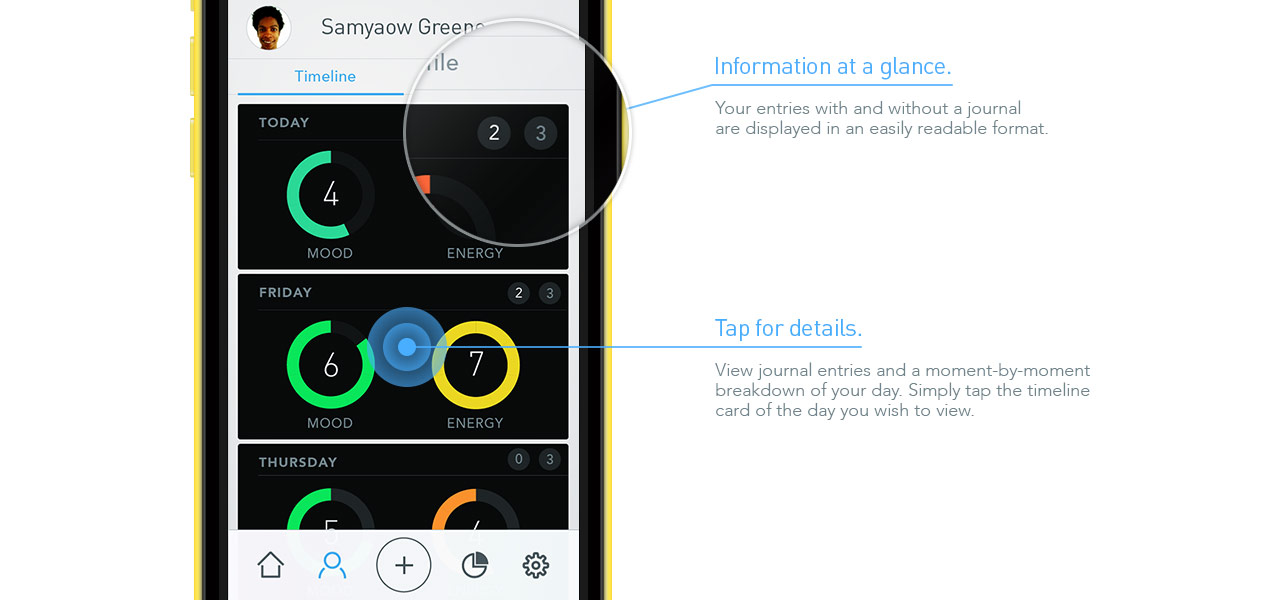 Samyaow Greene
file
Timeline
Information at a glance.
Your entries with and without a journal
are displayed in an easily readable format.
TODAY
2 3
4
MOOD ENERGY
FRIDAY 2 3
6 7
MOOD ENERGY
Tap for details.
View journal entries and a moment-by-moment
breakdown of your day. Simply tap the timeline
card of the day you wish to view.
THURSDAY 0 3
5 4